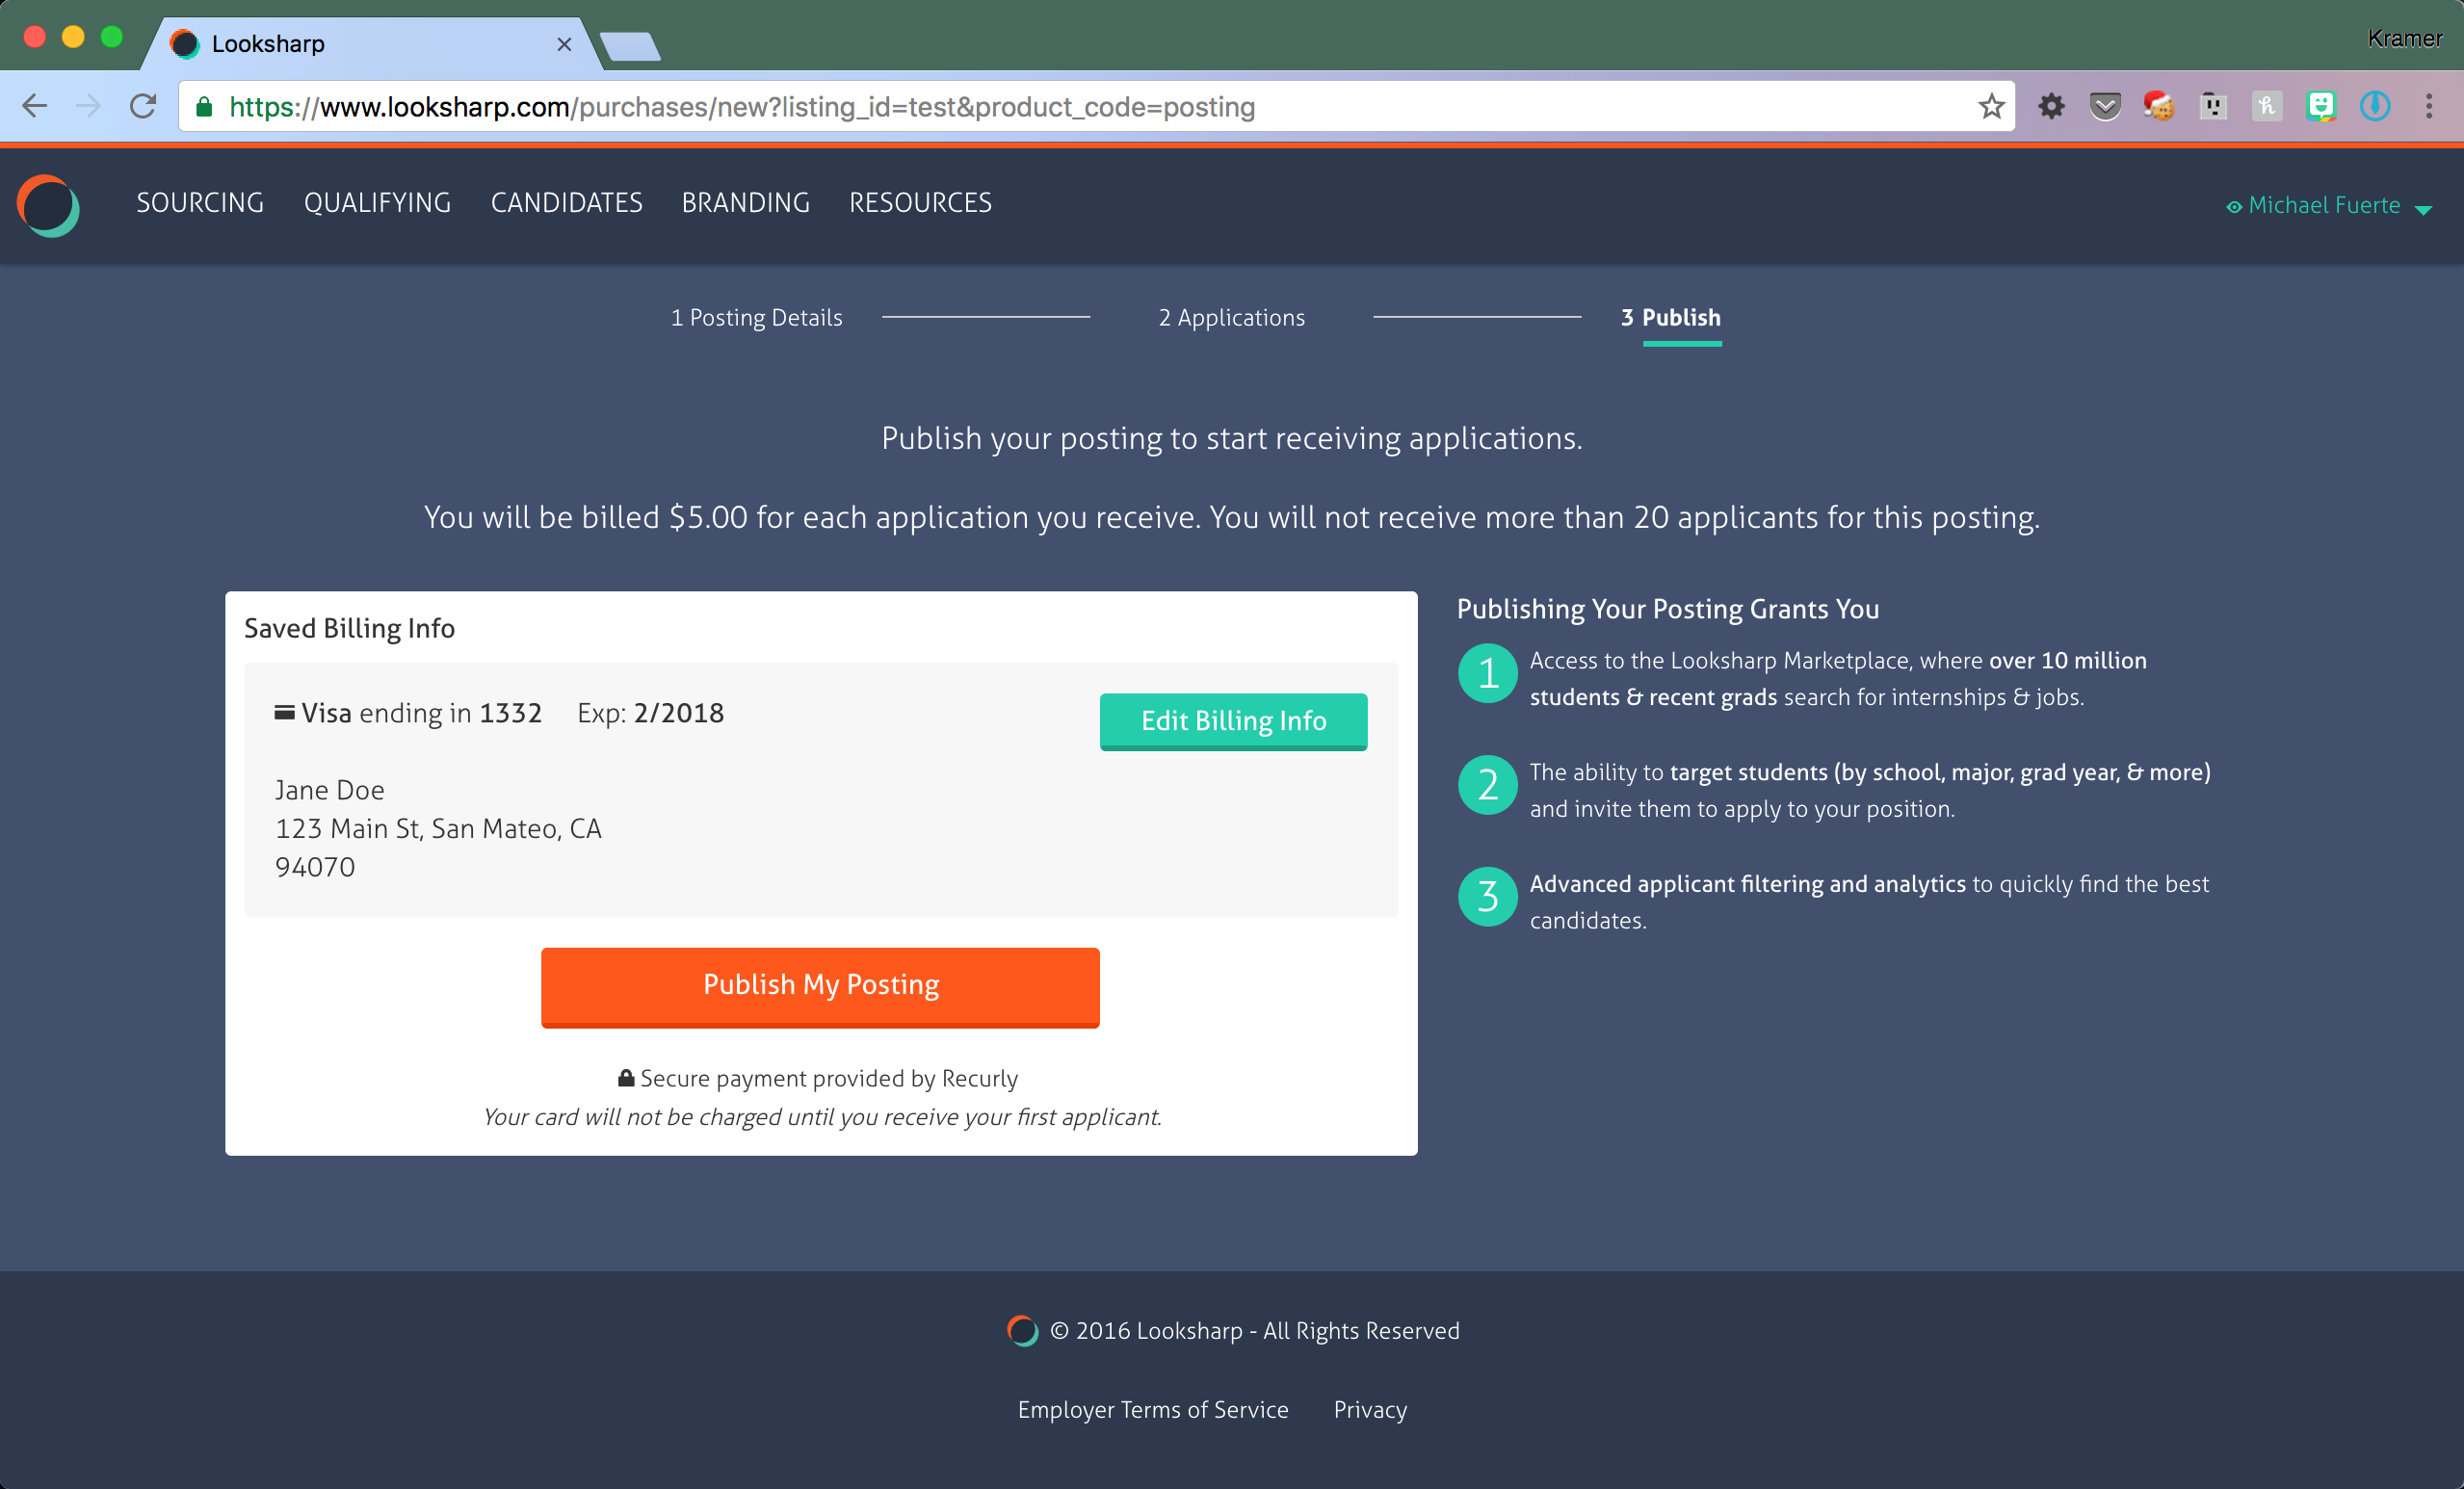 Looksharp
Kramer
https://www.looksharp.com/purchases/new?listing_id=test&product_code=posting
SOURCING QUALIFYING CANDIDATES BRANDING RESOURCES
Michael Fuerte
1 Posting Details
2 Applications
3 Publish
Publish your posting to start receiving applications.
You will be billed $5.00 for each application you receive. You will not receive more than 20 applicants for this posting.
Saved Billing Info
Visa ending in 1332 Exp: 2/2018
Edit Billing Info
Jane Doe
123 Main St, San Mateo, CA
94070
Publish My Posting
Secure payment provided by Recurly
Your card will not be charged until you receive your first applicant.
Publishing Your Posting Grants You
1 Access to the Looksharp Marketplace, where over 10 million
students & recent grads search for internships & jobs.
2 The ability to target students (by school, major, grad year, & more)
and invite them to apply to your position.
3 Advanced applicant filtering and analytics to quickly find the best
candidates.
© 2016 Looksharp - All Rights Reserved
Employer Terms of Service Privacy